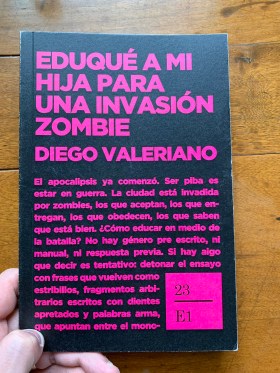 EDUQUÉ A MI
HIJA PARA
UNA INVASIÓN
ZOMBIE
DIEGO VALERIANO
El apocalipsis ya comenzó. Ser piba es
estar en guerra. La ciudad está invadida
por zombies, los que aceptan, los que en-
tregan, los que obedecen, los que saben
que está bien. ¿Cómo educar en medio de
la batalla? No hay género pre escrito, ni
manual, ni respuesta previa. Si hay algo
que decir es tentativo: detonar el ensayo
con frases que vuelven como
estribillos, fragmentos arbi-
trarios escritos con dientes
apretados y palabras arma,
que apuntan entre el mono-
23
E1